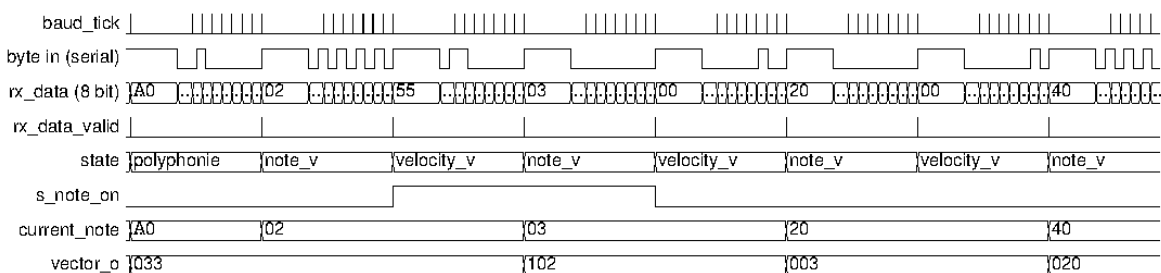 baud_tick
byte in (serial)
rx_data (8 bit) A0 02 55 03 00 20 00 40
rx_data_valid
state polyphonie note_v velocity_v note_v velocity_v note_v velocity_v note_v
s_note_on
current_note A0 02 03 20 40
vector_o 033 102 003 020